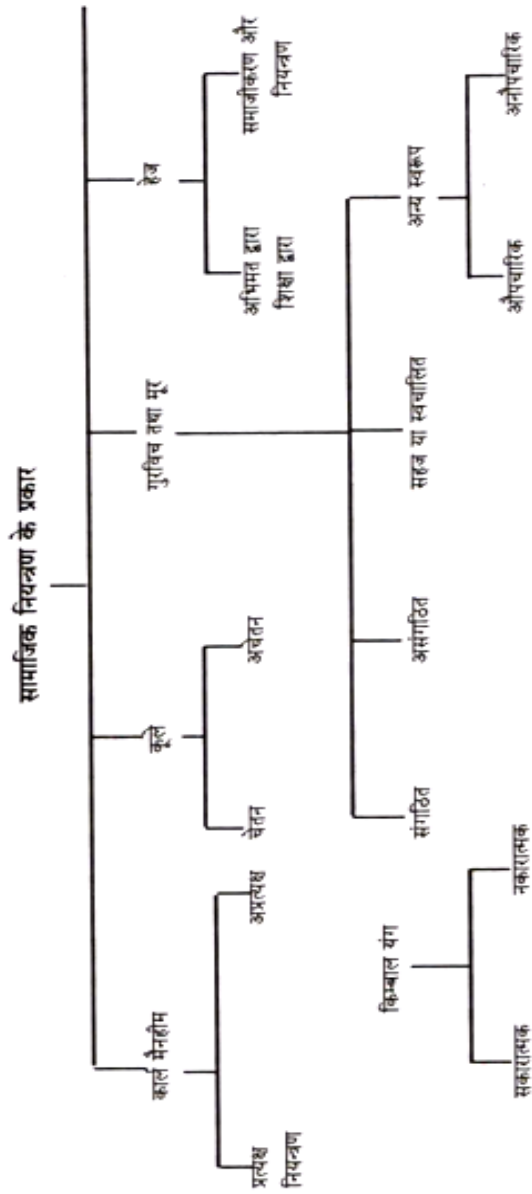 सामाजिक नियन्त्रण के प्रकार
कार्ल मैनहीम
कूले
गुरविच तथा मूर
हेज
प्रत्यक्ष
नियन्त्रण
अप्रत्यक्ष
चेतन
अचेतन
अभिमत द्वारा
शिक्षा द्वारा
समाजीकरण और
नियन्त्रण
किम्बाल यंग
सकारात्मक
नकारात्मक
संगठित
असंगठित
सहज या स्वचालित
अन्य स्वरूप
औपचारिक
अनौपचारिक